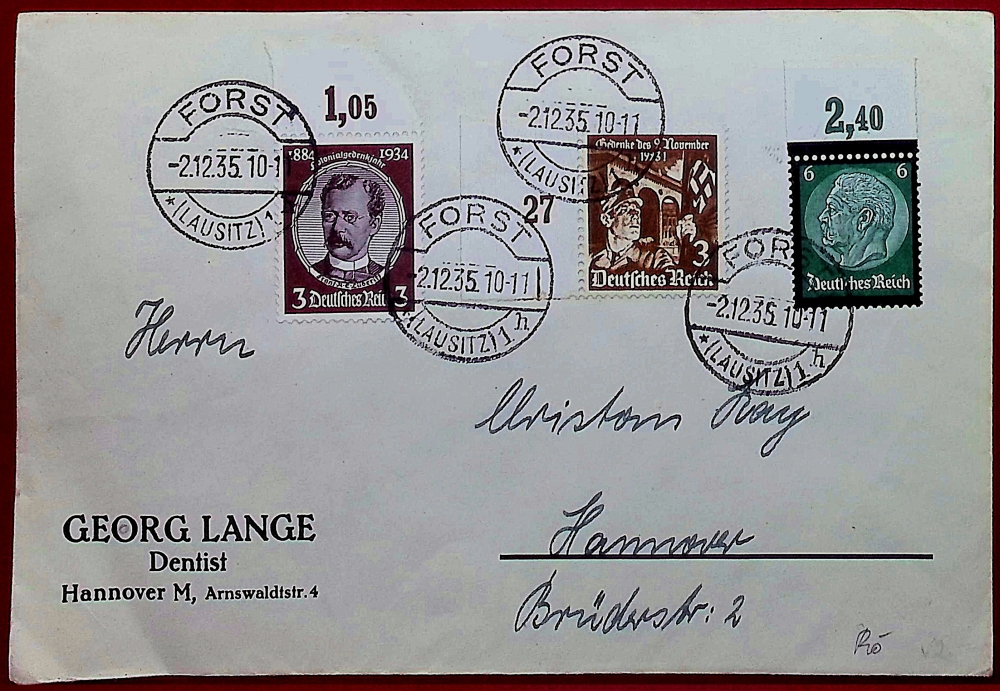 FORST
-2.12.35.10-11
*(LAUSITZ)1
1,05
1884 1934
Kolonialgedenkjahr
3 Deutsches Reich 3
FORST
-2.12.35.10-11
*(LAUSITZ)1.h
27
FORST
-2.12.35.10-11
*(LAUSITZ)
Gedenke des 9. November
1923!
3
Deutsches Reich
2,40
6 6
Deutsches Reich
FORST
-2.12.35.10-11
*(LAUSITZ)1.h
Herrn
Christian
Hannover
Brüderstr: 2
GEORG LANGE
Dentist
Hannover M, Arnswaldtstr. 4